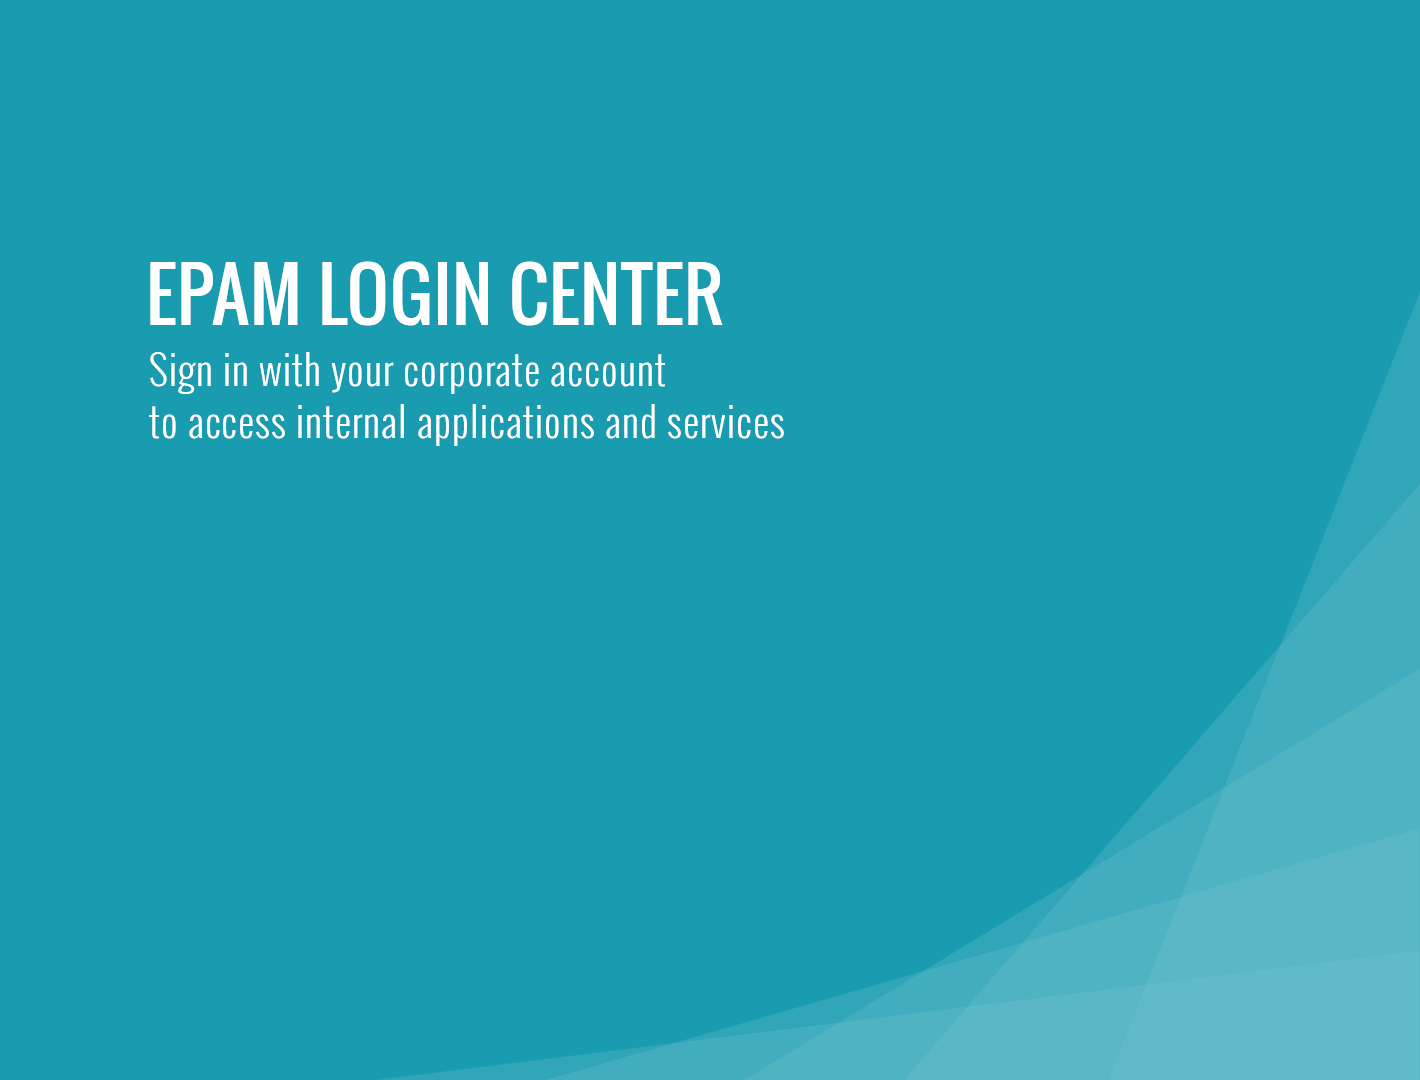 EPAM LOGIN CENTER
Sign in with your corporate account
to access internal applications and services